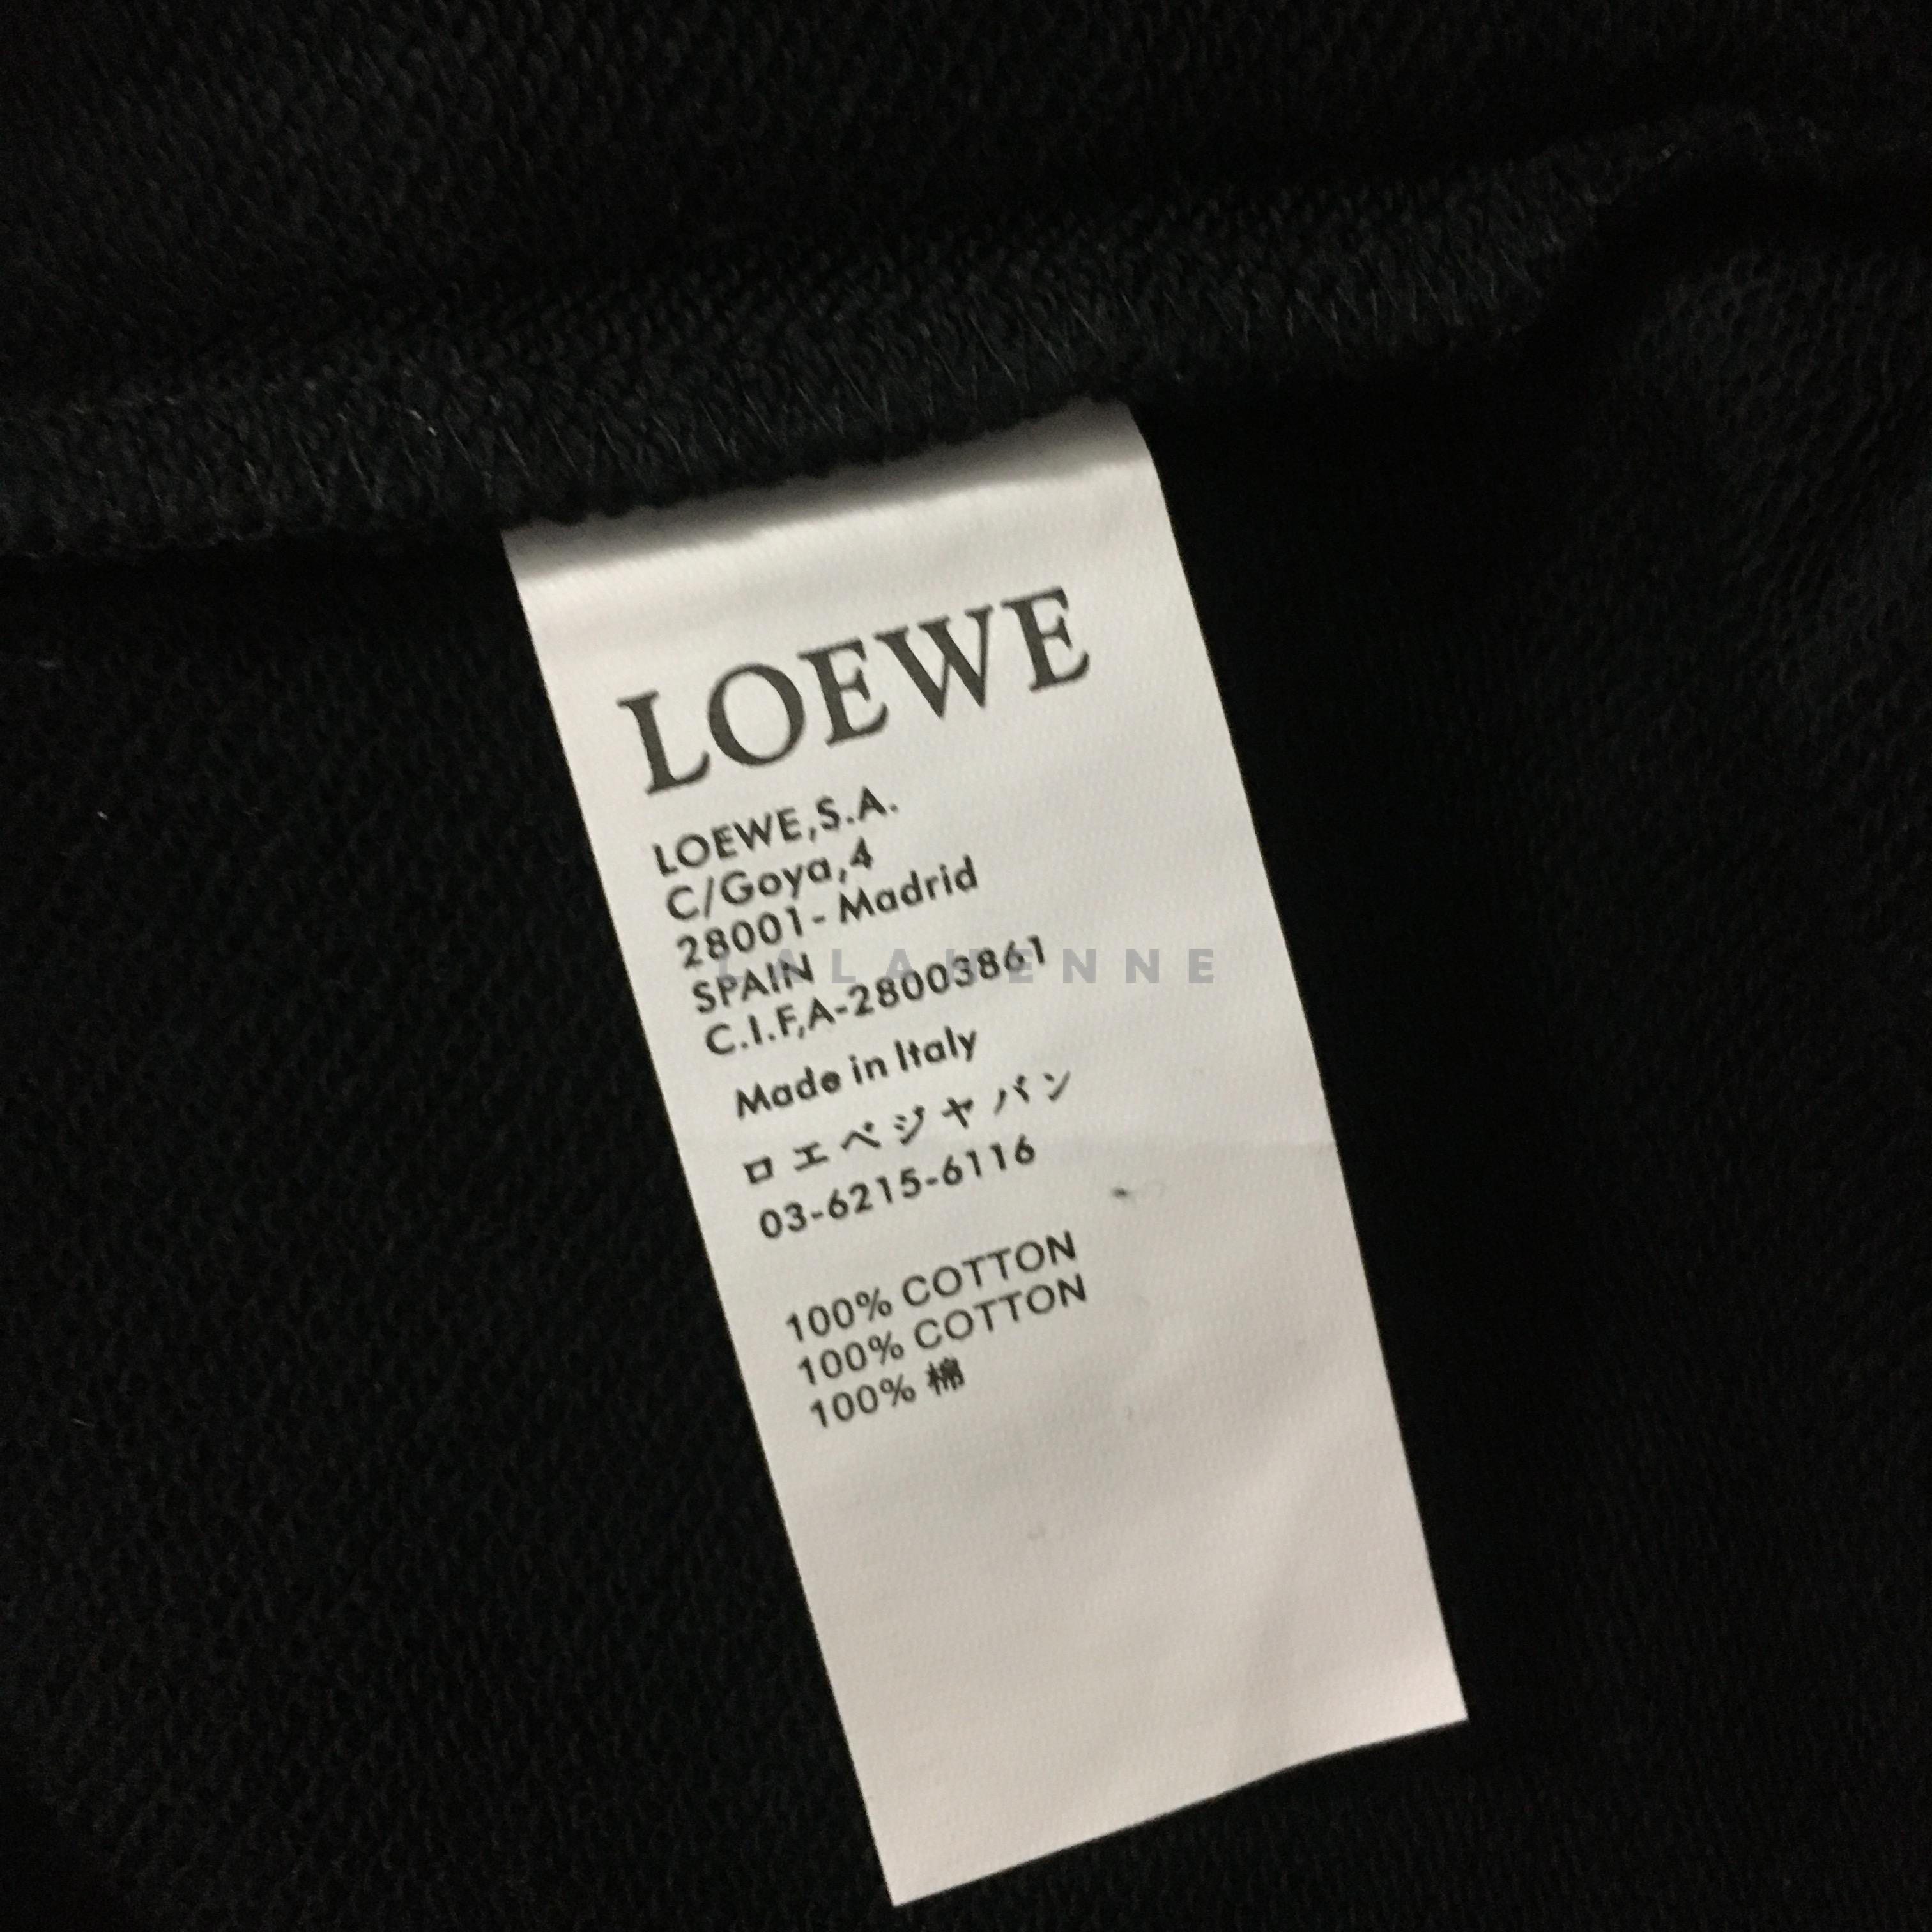 LOEWE
LOEWE,S.A.
C/Goya,4
28001-Madrid
SPAIN
C.I.F,A-28003861
Made in Italy
ロエベジャパン
03-6215-6116
100% COTTON
100% COTTON
100% 棉